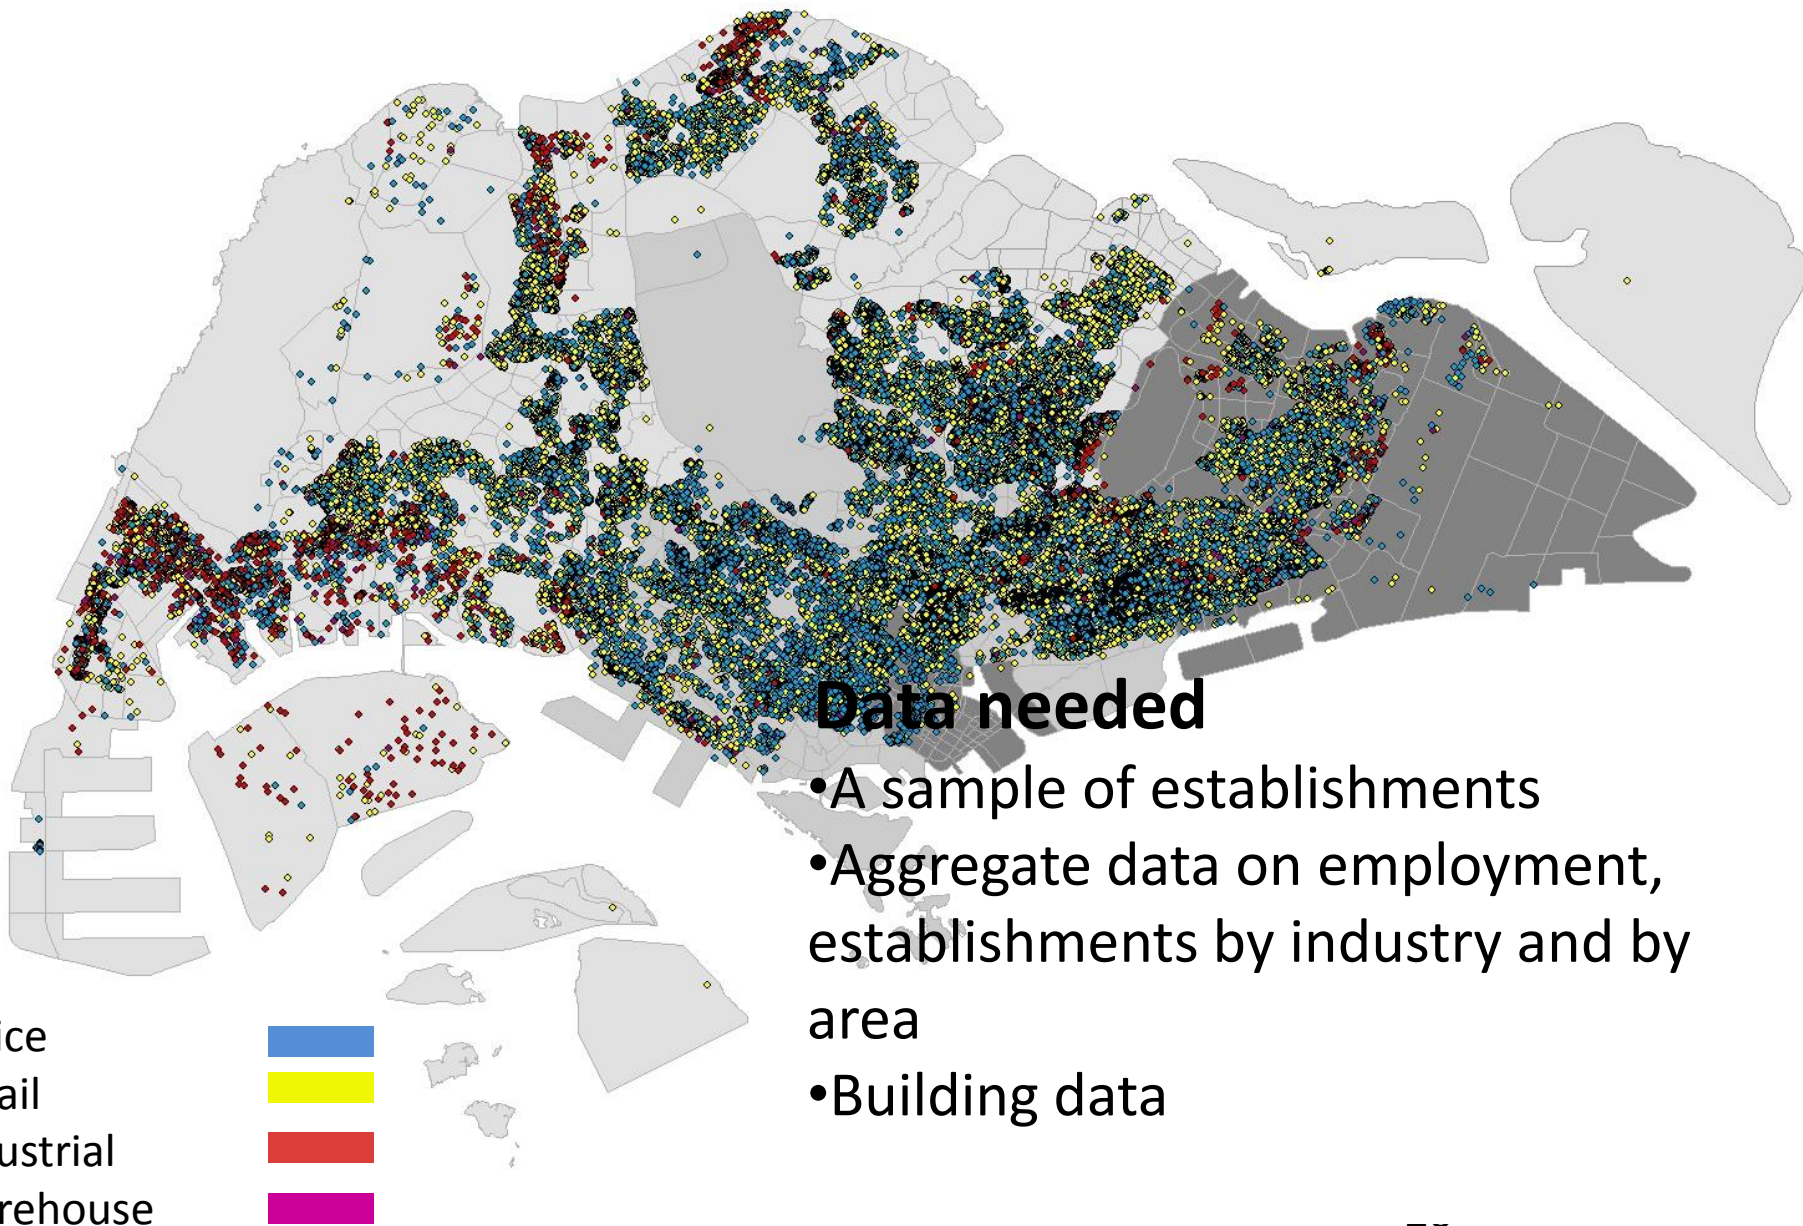 Data needed
•A sample of establishments
•Aggregate data on employment,
establishments by industry and by
area
•Building data
ice
ail
ustrial
rehouse